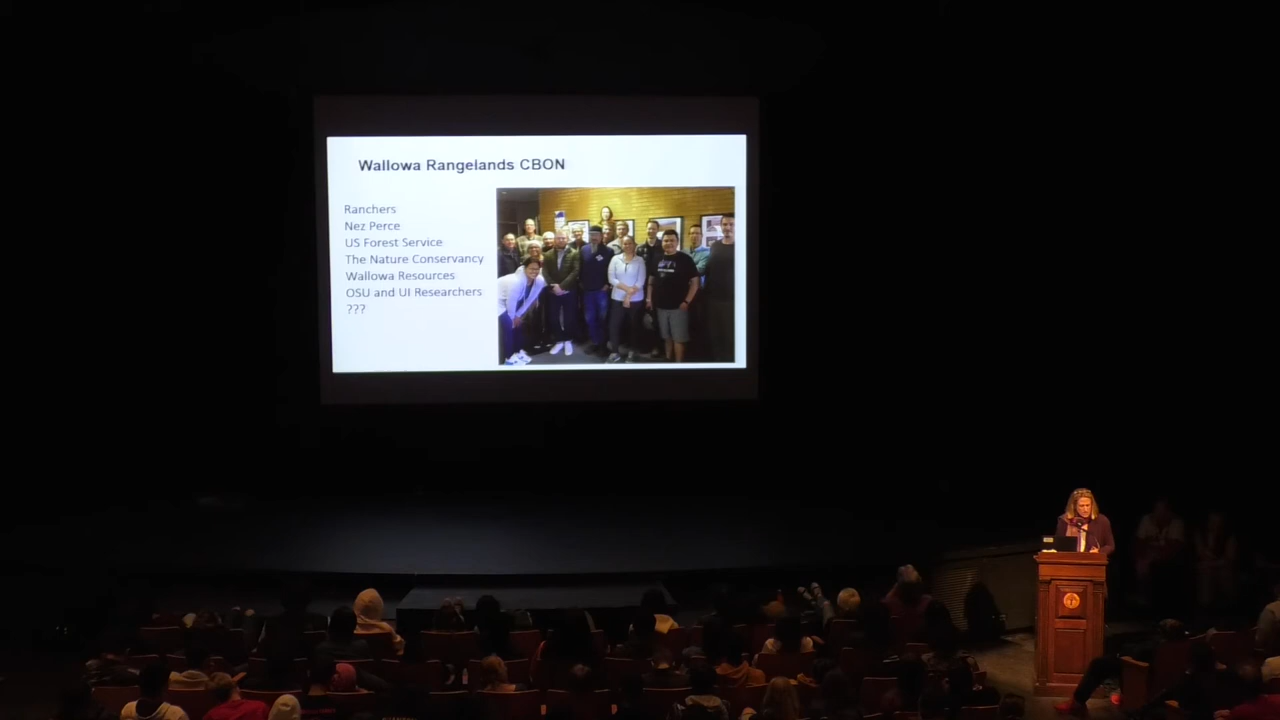 Wallowa Rangelands CBON
Ranchers
Nez Perce
US Forest Service
The Nature Conservancy
Wallowa Resources
OSU and UI Researchers
???